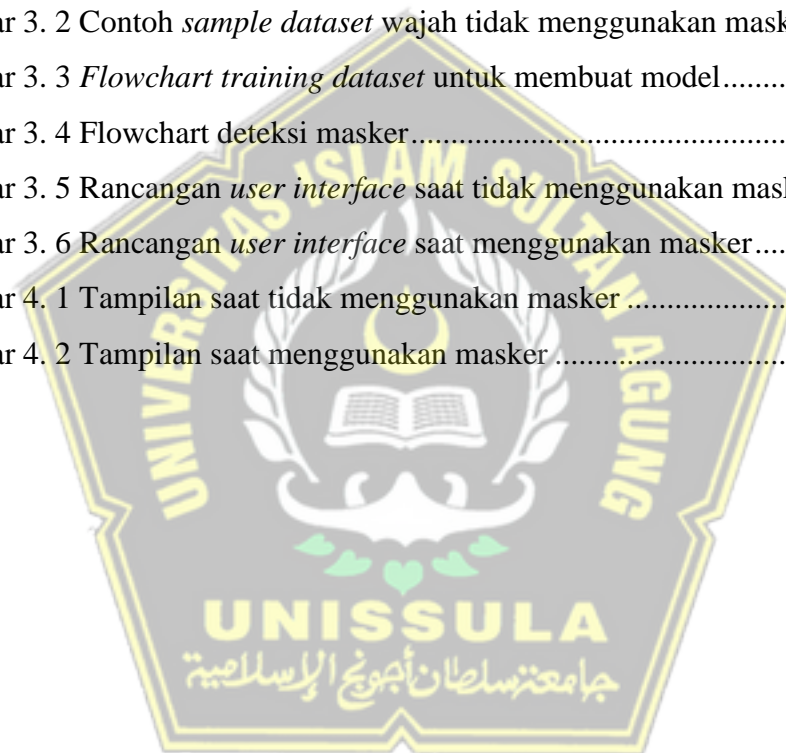 ar 3. 2 Contoh sample dataset wajah tidak menggunakan mask
ar 3. 3 Flowchart training dataset untuk membuat model.........
ar 3. 4 Flowchart deteksi masker................................................
ar 3. 5 Rancangan user interface saat tidak menggunakan mask
ar 3. 6 Rancangan user interface saat menggunakan masker....
ar 4. 1 Tampilan saat tidak menggunakan masker ....................
ar 4. 2 Tampilan saat menggunakan masker .............................
UNIVERSITAS ISLAM SULTAN AGUNG
UNISSULA
جامعة سلطان أجونج الإسلامية